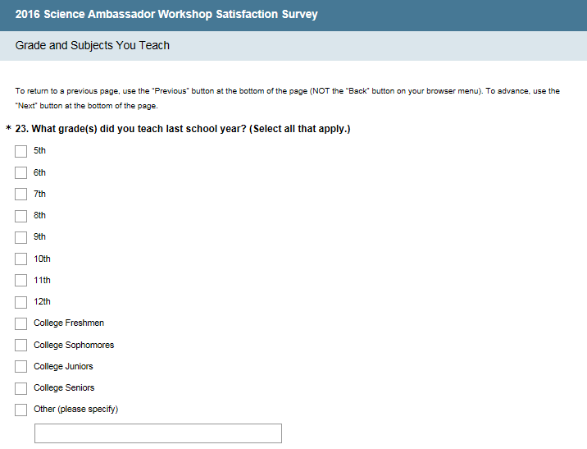 2016 Science Ambassador Workshop Satisfaction Survey
Grade and Subjects You Teach
To return to a previous page, use the "Previous" button at the bottom of the page (NOT the "Back" button on your browser menu). To advance, use the
"Next" button at the bottom of the page.
* 23. What grade(s) did you teach last school year? (Select all that apply.)
5th
6th
7th
8th
9th
10th
11th
12th
College Freshmen
College Sophomores
College Juniors
College Seniors
Other (please specify)